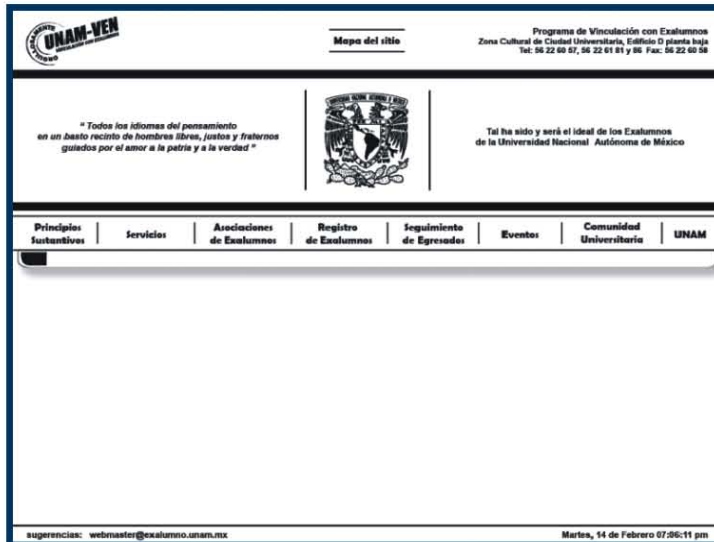 UNAM-VEN
VINCULACIÓN CON EXALUMNOS
ORGULLOSAMENTE
Mapa del sitio
Programa de Vinculación con Exalumnos
Zona Cultural de Ciudad Universitaria, Edificio D planta baja
Tel: 56 22 60 57, 56 22 61 81 y 86 Fax: 56 22 60 58
“ Todos los idiomas del pensamiento
en un basto recinto de hombres libres, justos y fraternos
guiados por el amor a la patria y a la verdad ”
Tal ha sido y será el ideal de los Exalumnos
de la Universidad Nacional Autónoma de México
Principios
Sustantivos
Servicios
Asociaciones
de Exalumnos
Registro
de Exalumnos
Seguimiento
de Egresados
Eventos
Comunidad
Universitaria
UNAM
sugerencias: webmaster@exalumno.unam.mx
Martes, 14 de Febrero 07:06:11 pm